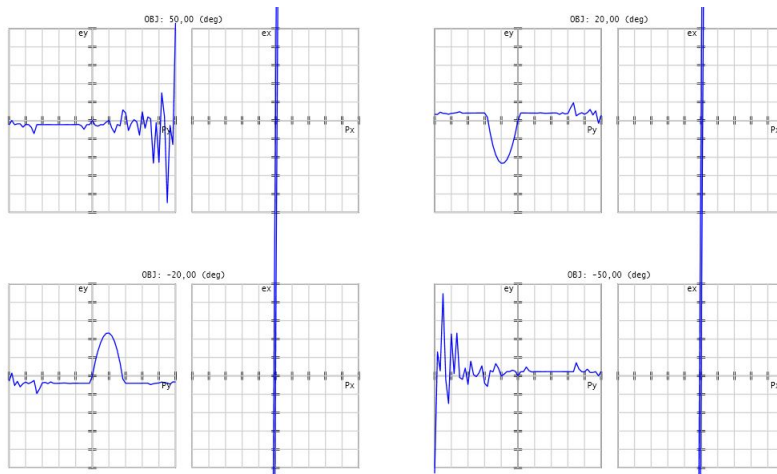 OBJ: 50,00 (deg)
ey
ex
Py
Px
OBJ: 20,00 (deg)
ey
ex
Py
Px
OBJ: -20,00 (deg)
ey
ex
Py
Px
OBJ: -50,00 (deg)
ey
ex
Py
Px